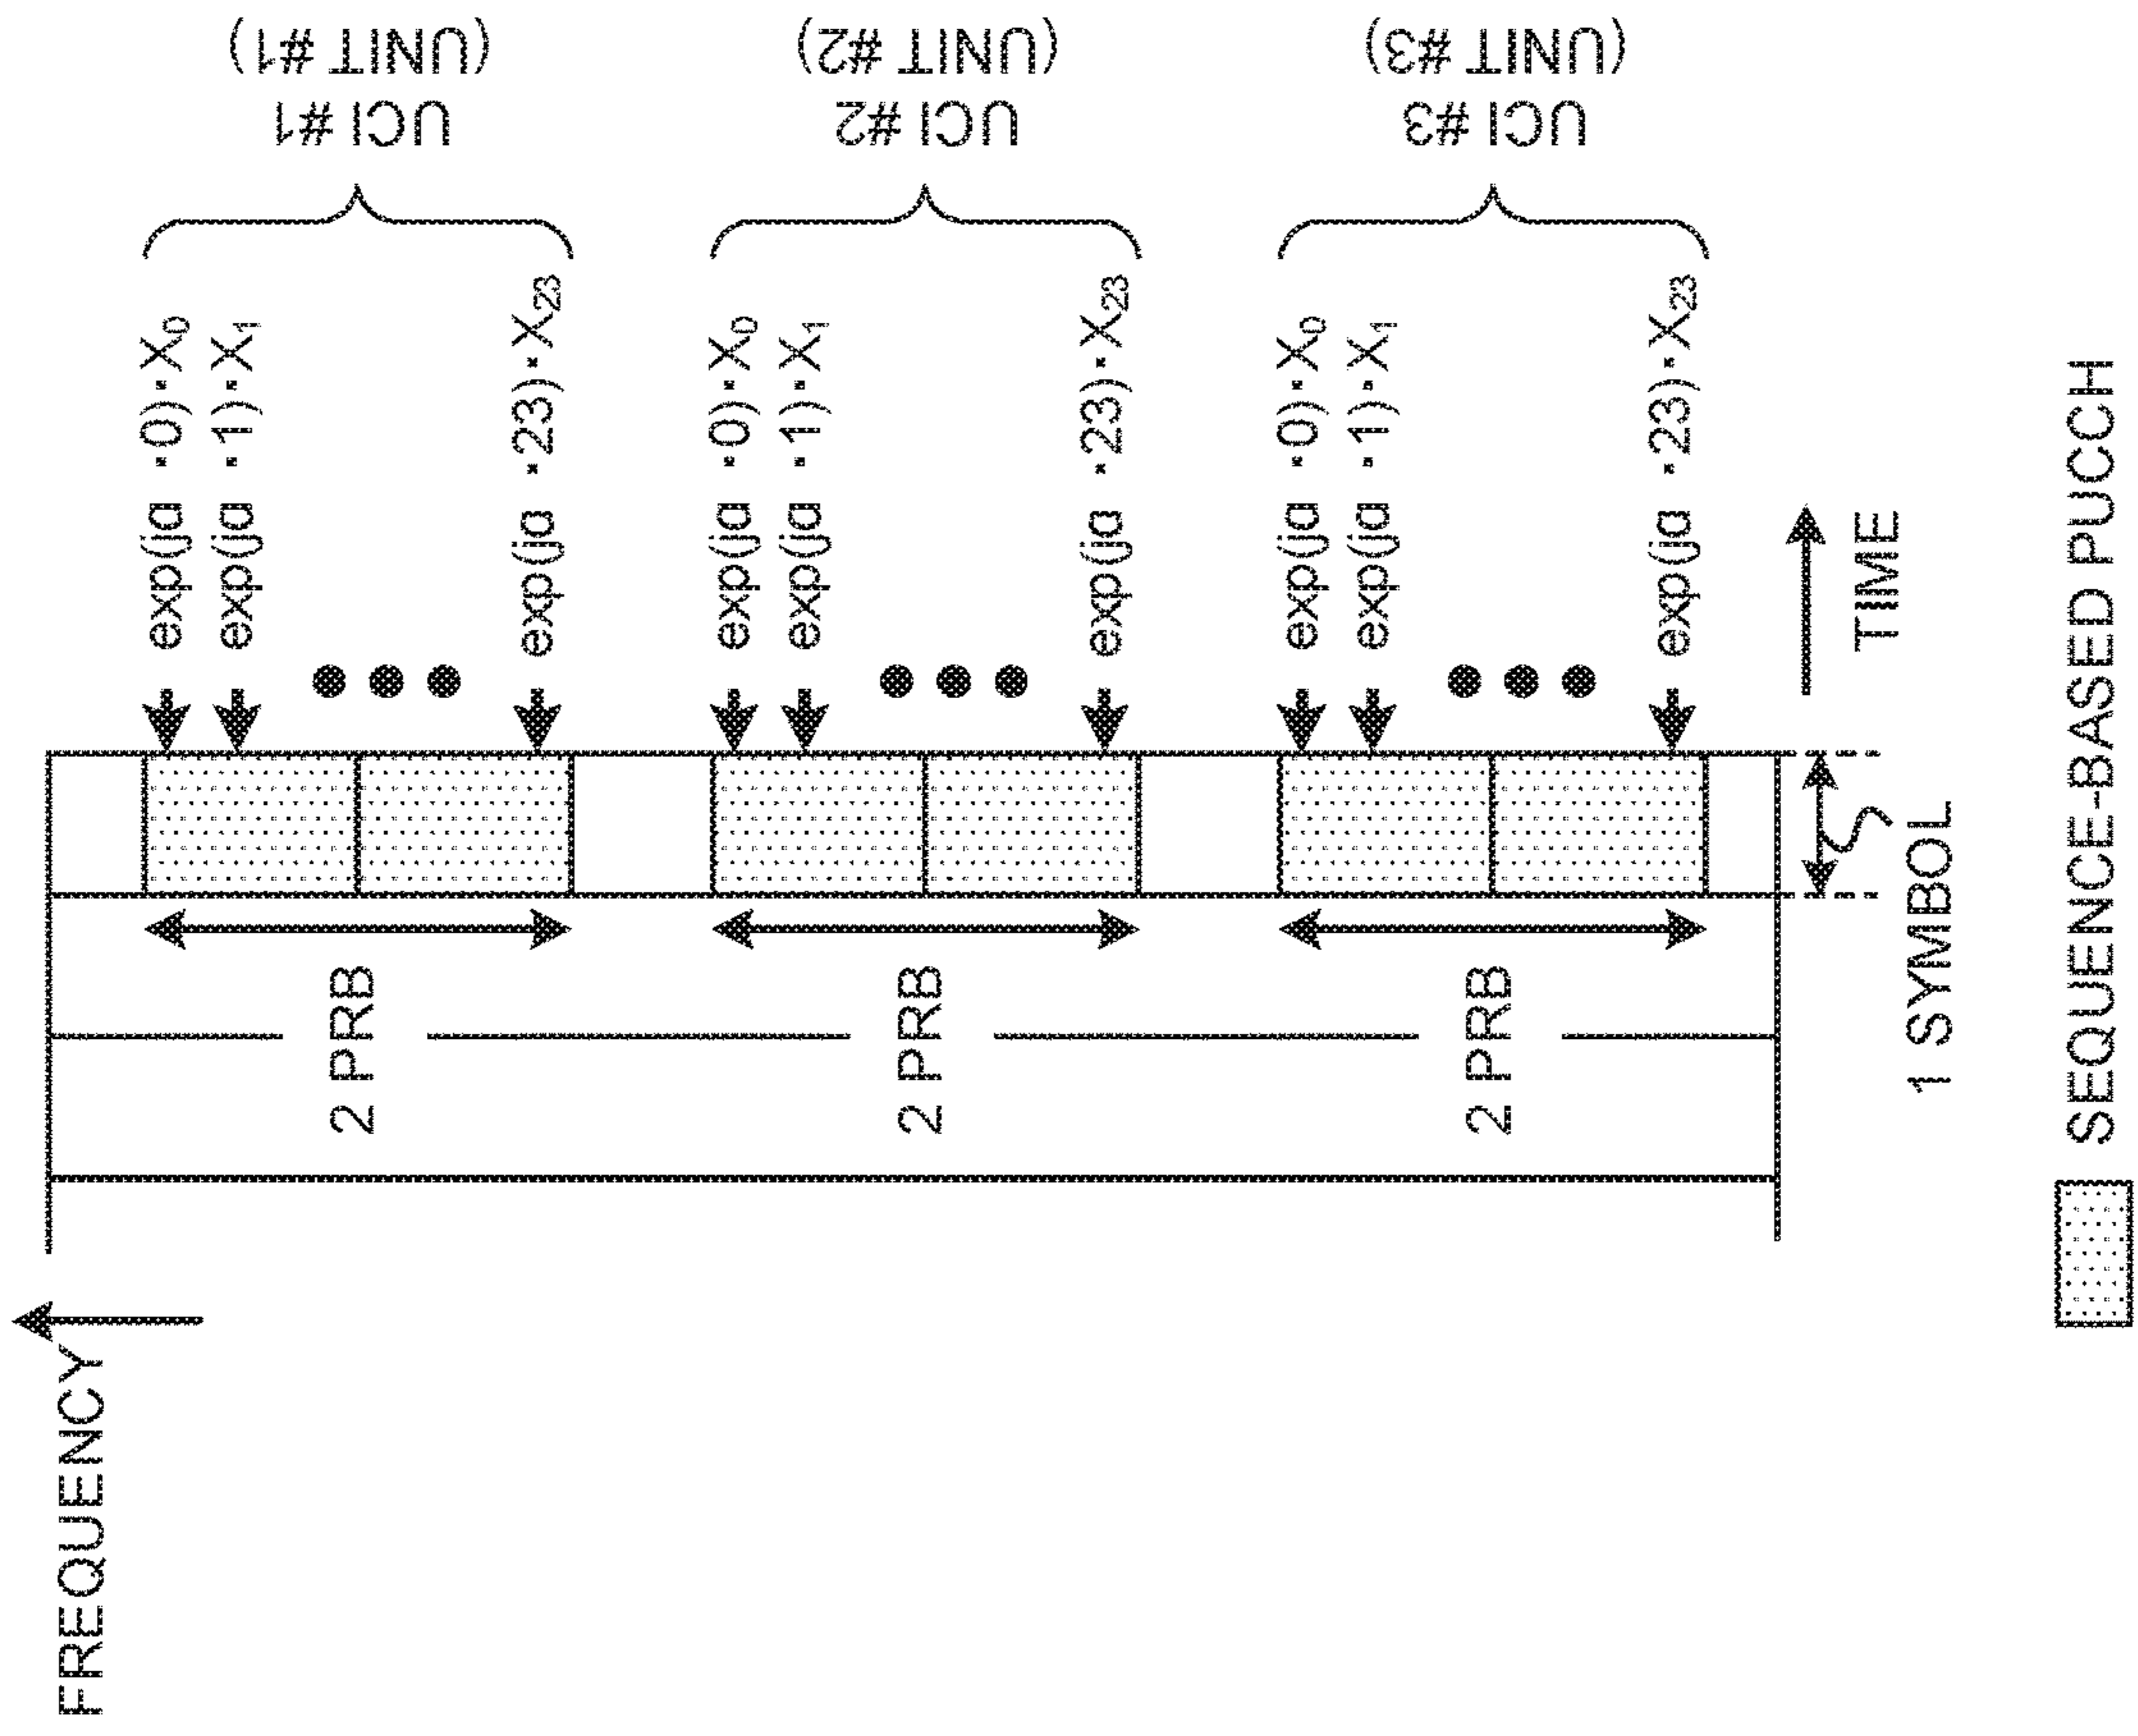 FREQUENCY
2 PRB
exp(jα ·0)·X0
exp(jα ·1)·X1
exp(jα ·23)·X23
UCI #1
(UNIT #1)
2 PRB
exp(jα ·0)·X0
exp(jα ·1)·X1
exp(jα ·23)·X23
UCI #2
(UNIT #2)
2 PRB
exp(jα ·0)·X0
exp(jα ·1)·X1
exp(jα ·23)·X23
UCI #3
(UNIT #3)
TIME
1 SYMBOL
SEQUENCE-BASED PUCCH